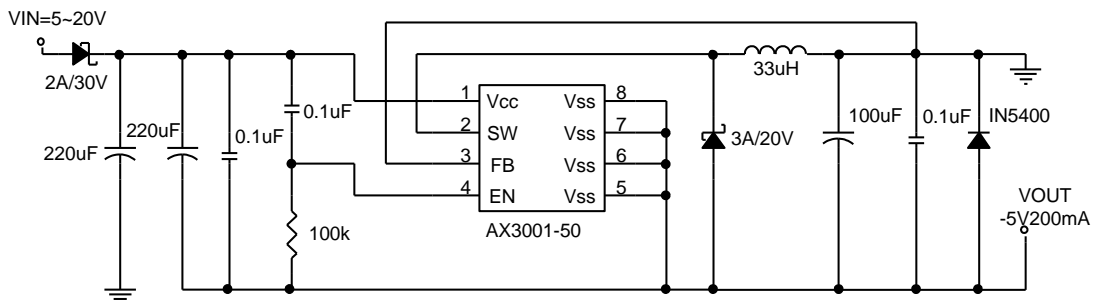 VIN=5~20V
2A/30V
33uH
220uF
220uF
0.1uF
0.1uF
100k
1 Vcc Vss 8
2 SW Vss 7
3 FB Vss 6
4 EN Vss 5
AX3001-50
3A/20V
100uF
0.1uF
IN5400
VOUT
-5V200mA